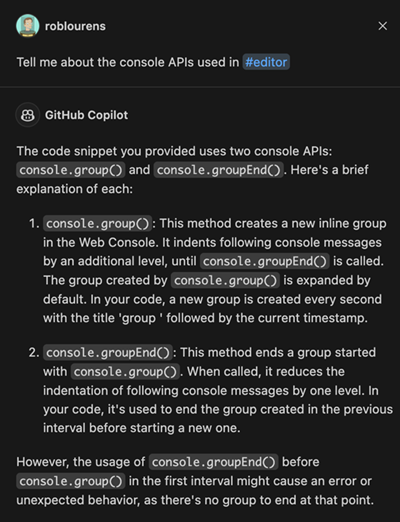 roblourens
Tell me about the console APIs used in #editor
GitHub Copilot
The code snippet you provided uses two console APIs:
console.group() and console.groupEnd(). Here's a brief
explanation of each:
1. console.group(): This method creates a new inline group
in the Web Console. It indents following console messages
by an additional level, until console.groupEnd() is called.
The group created by console.group() is expanded by
default. In your code, a new group is created every second
with the title 'group ' followed by the current timestamp.
2. console.groupEnd(): This method ends a group started
with console.group(). When called, it reduces the
indentation of following console messages by one level. In
your code, it's used to end the group created in the previous
interval before starting a new one.
However, the usage of console.groupEnd() before
console.group() in the first interval might cause an error or
unexpected behavior, as there's no group to end at that point.